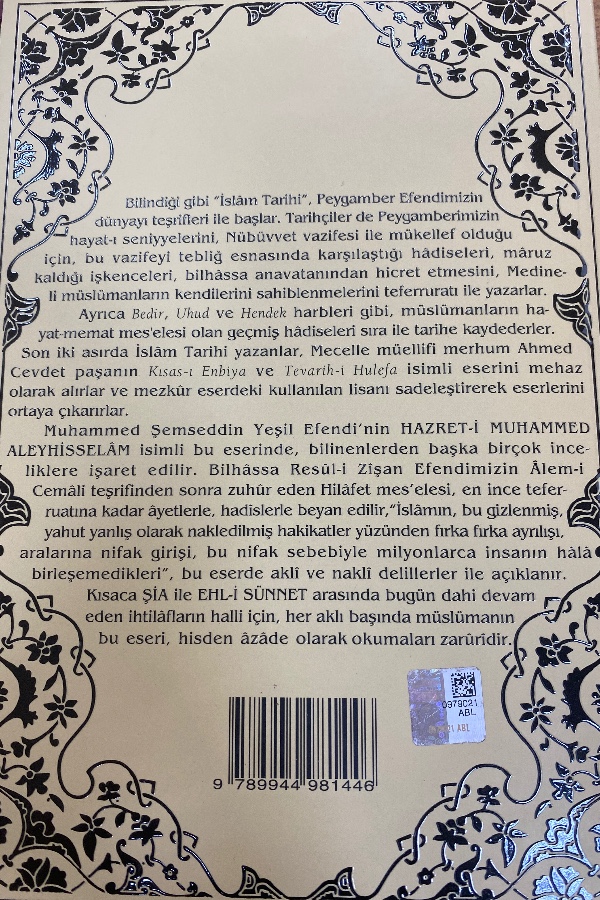 Bilindiği gibi "İslâm Tarihi", Peygamber Efendimizin
dünyayı teşrifleri ile başlar. Tarihçiler de Peygamberimizin
hayat-ı seniyyelerini, Nübüvvet vazifesi ile mükellef olduğu
için, bu vazifeyi tebliğ esnasında karşılaştığı hâdiseleri, mâruz
kaldığı işkenceleri, bilhâssa anavatanından hicret etmesini, Medine-
li müslümanların kendilerini sahiblenmelerini teferruatı ile yazarlar.
Ayrıca Bedir, Uhud ve Hendek harbleri gibi, müslümanların ha-
yat-memat mes'elesi olan geçmiş hâdiseleri sıra ile tarihe kaydederler.
Son iki asırda İslâm Tarihi yazanlar, Mecelle müellifi merhum Ahmed
Cevdet paşanın Kısas-ı Enbiya ve Tevarih-i Hulefa isimli eserini mehaz
olarak alırlar ve mezkûr eserdeki kullanılan lisanı sadeleştirerek eserlerini
ortaya çıkarırlar.
Muhammed Şemseddin Yeşil Efendi'nin HAZRET-İ MUHAMMED
ALEYHİSSELÂM isimli bu eserinde, bilinenlerden başka birçok ince-
liklere işaret edilir. Bilhâssa Resûl-i Zîşan Efendimizin Âlem-i
Cemâli teşrifinden sonra zuhûr eden Hilâfet mes'elesi, en ince tefer-
ruatına kadar âyetlerle, hadîslerle beyan edilir,"İslâmın, bu gizlenmiş,
yahut yanlış olarak nakledilmiş hakikatler yüzünden fırka fırka ayrılışı,
aralarına nifak girişi, bu nifak sebebiyle milyonlarca insanın hâlâ
birleşemedikleri", bu eserde aklî ve naklî delillerler ile açıklanır.
Kısaca ŞİA ile EHL-İ SÜNNET arasında bugün dahi devam
eden ihtilâfların halli için, her aklı başında müslümanın
bu eseri, hisden âzâde olarak okumaları zarûrîdir.
0979021
ABL
21 ABL
9 789944 981446